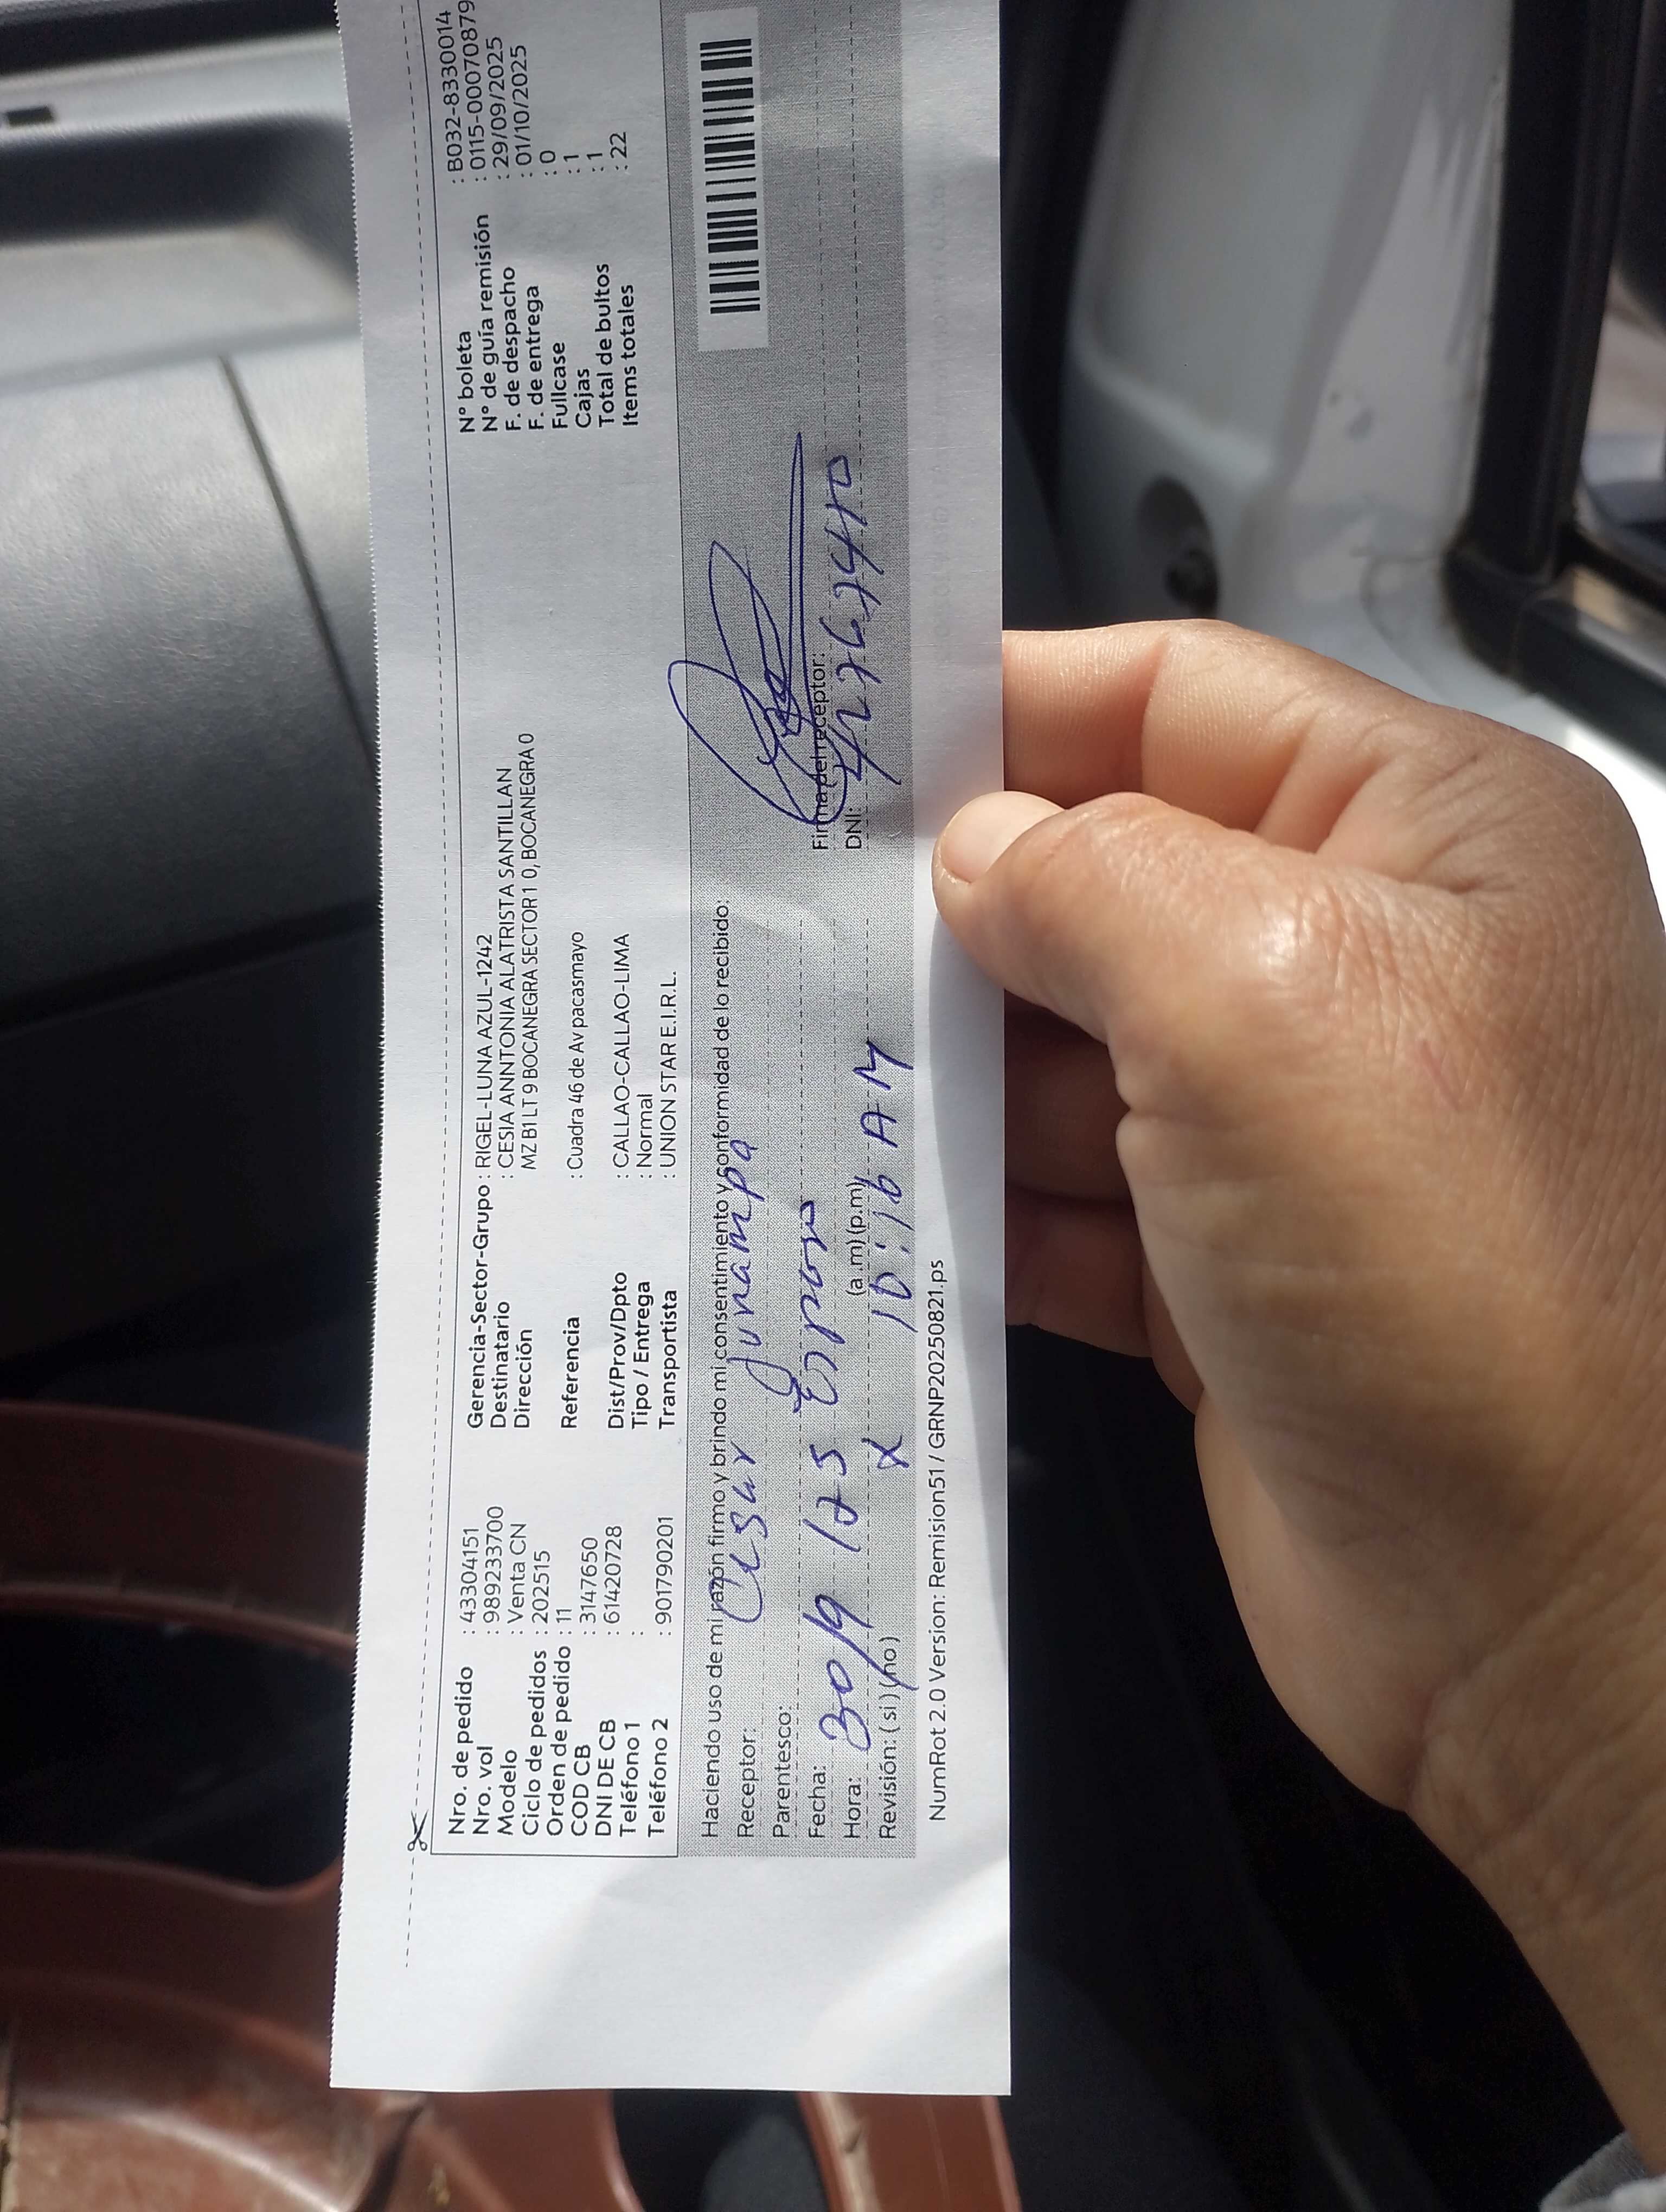 Nro. de pedido : 43304151
Nro. vol : 989233700
Modelo : Venta CN
Ciclo de pedidos : 202515
Orden de pedido : 11
COD CB : 3147650
DNI DE CB : 61420728
Teléfono 1 :
Teléfono 2 : 901790201
Gerencia-Sector-Grupo : RIGEL-LUNA AZUL-1242
Destinatario : CESIA ANNTONIA ALATRISTA SANTILLAN
Dirección MZ B1 LT 9 BOCANEGRA SECTOR 1 0, BOCANEGRA 0
Referencia : Cuadra 46 de Av pacasmayo
Dist/Prov/Dpto : CALLAO-CALLAO-LIMA
Tipo / Entrega : Normal
Transportista : UNION STAR E.I.R.L.
N° boleta : B032-8330014
N° de guía remisión : 0115-00070879
F. de despacho : 29/09/2025
F. de entrega : 01/10/2025
Fullcase : 0
Cajas : 1
Total de bultos : 1
Items totales : 22
Haciendo uso de mi razón firmo y brindo mi consentimiento y conformidad de lo recibido:
Receptor: Cesar Junampa
Parentesco:
Fecha: 30/9/25
Hora: (a.m) (p.m) 10:16 AM
Revisión: (si) (no)
Firma del receptor:
DNI:
NumRot 2.0 Version: Remision51 / GRNP20250821.ps